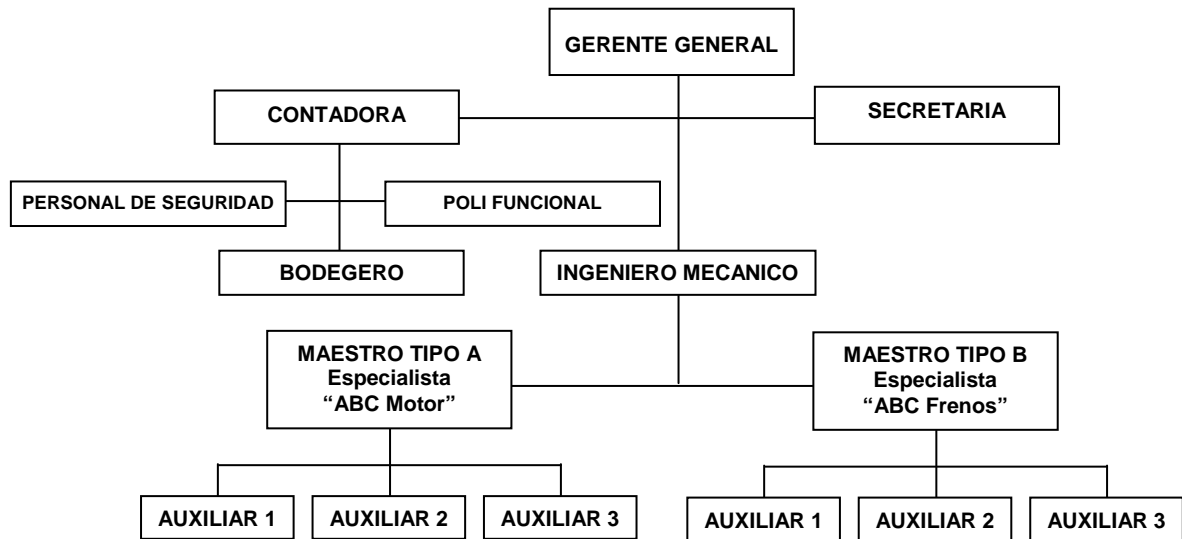 GERENTE GENERAL
CONTADORA
SECRETARIA
PERSONAL DE SEGURIDAD
POLI FUNCIONAL
BODEGERO
INGENIERO MECANICO
MAESTRO TIPO A
Especialista
“ABC Motor”
MAESTRO TIPO B
Especialista
“ABC Frenos”
AUXILIAR 1
AUXILIAR 2
AUXILIAR 3
AUXILIAR 1
AUXILIAR 2
AUXILIAR 3